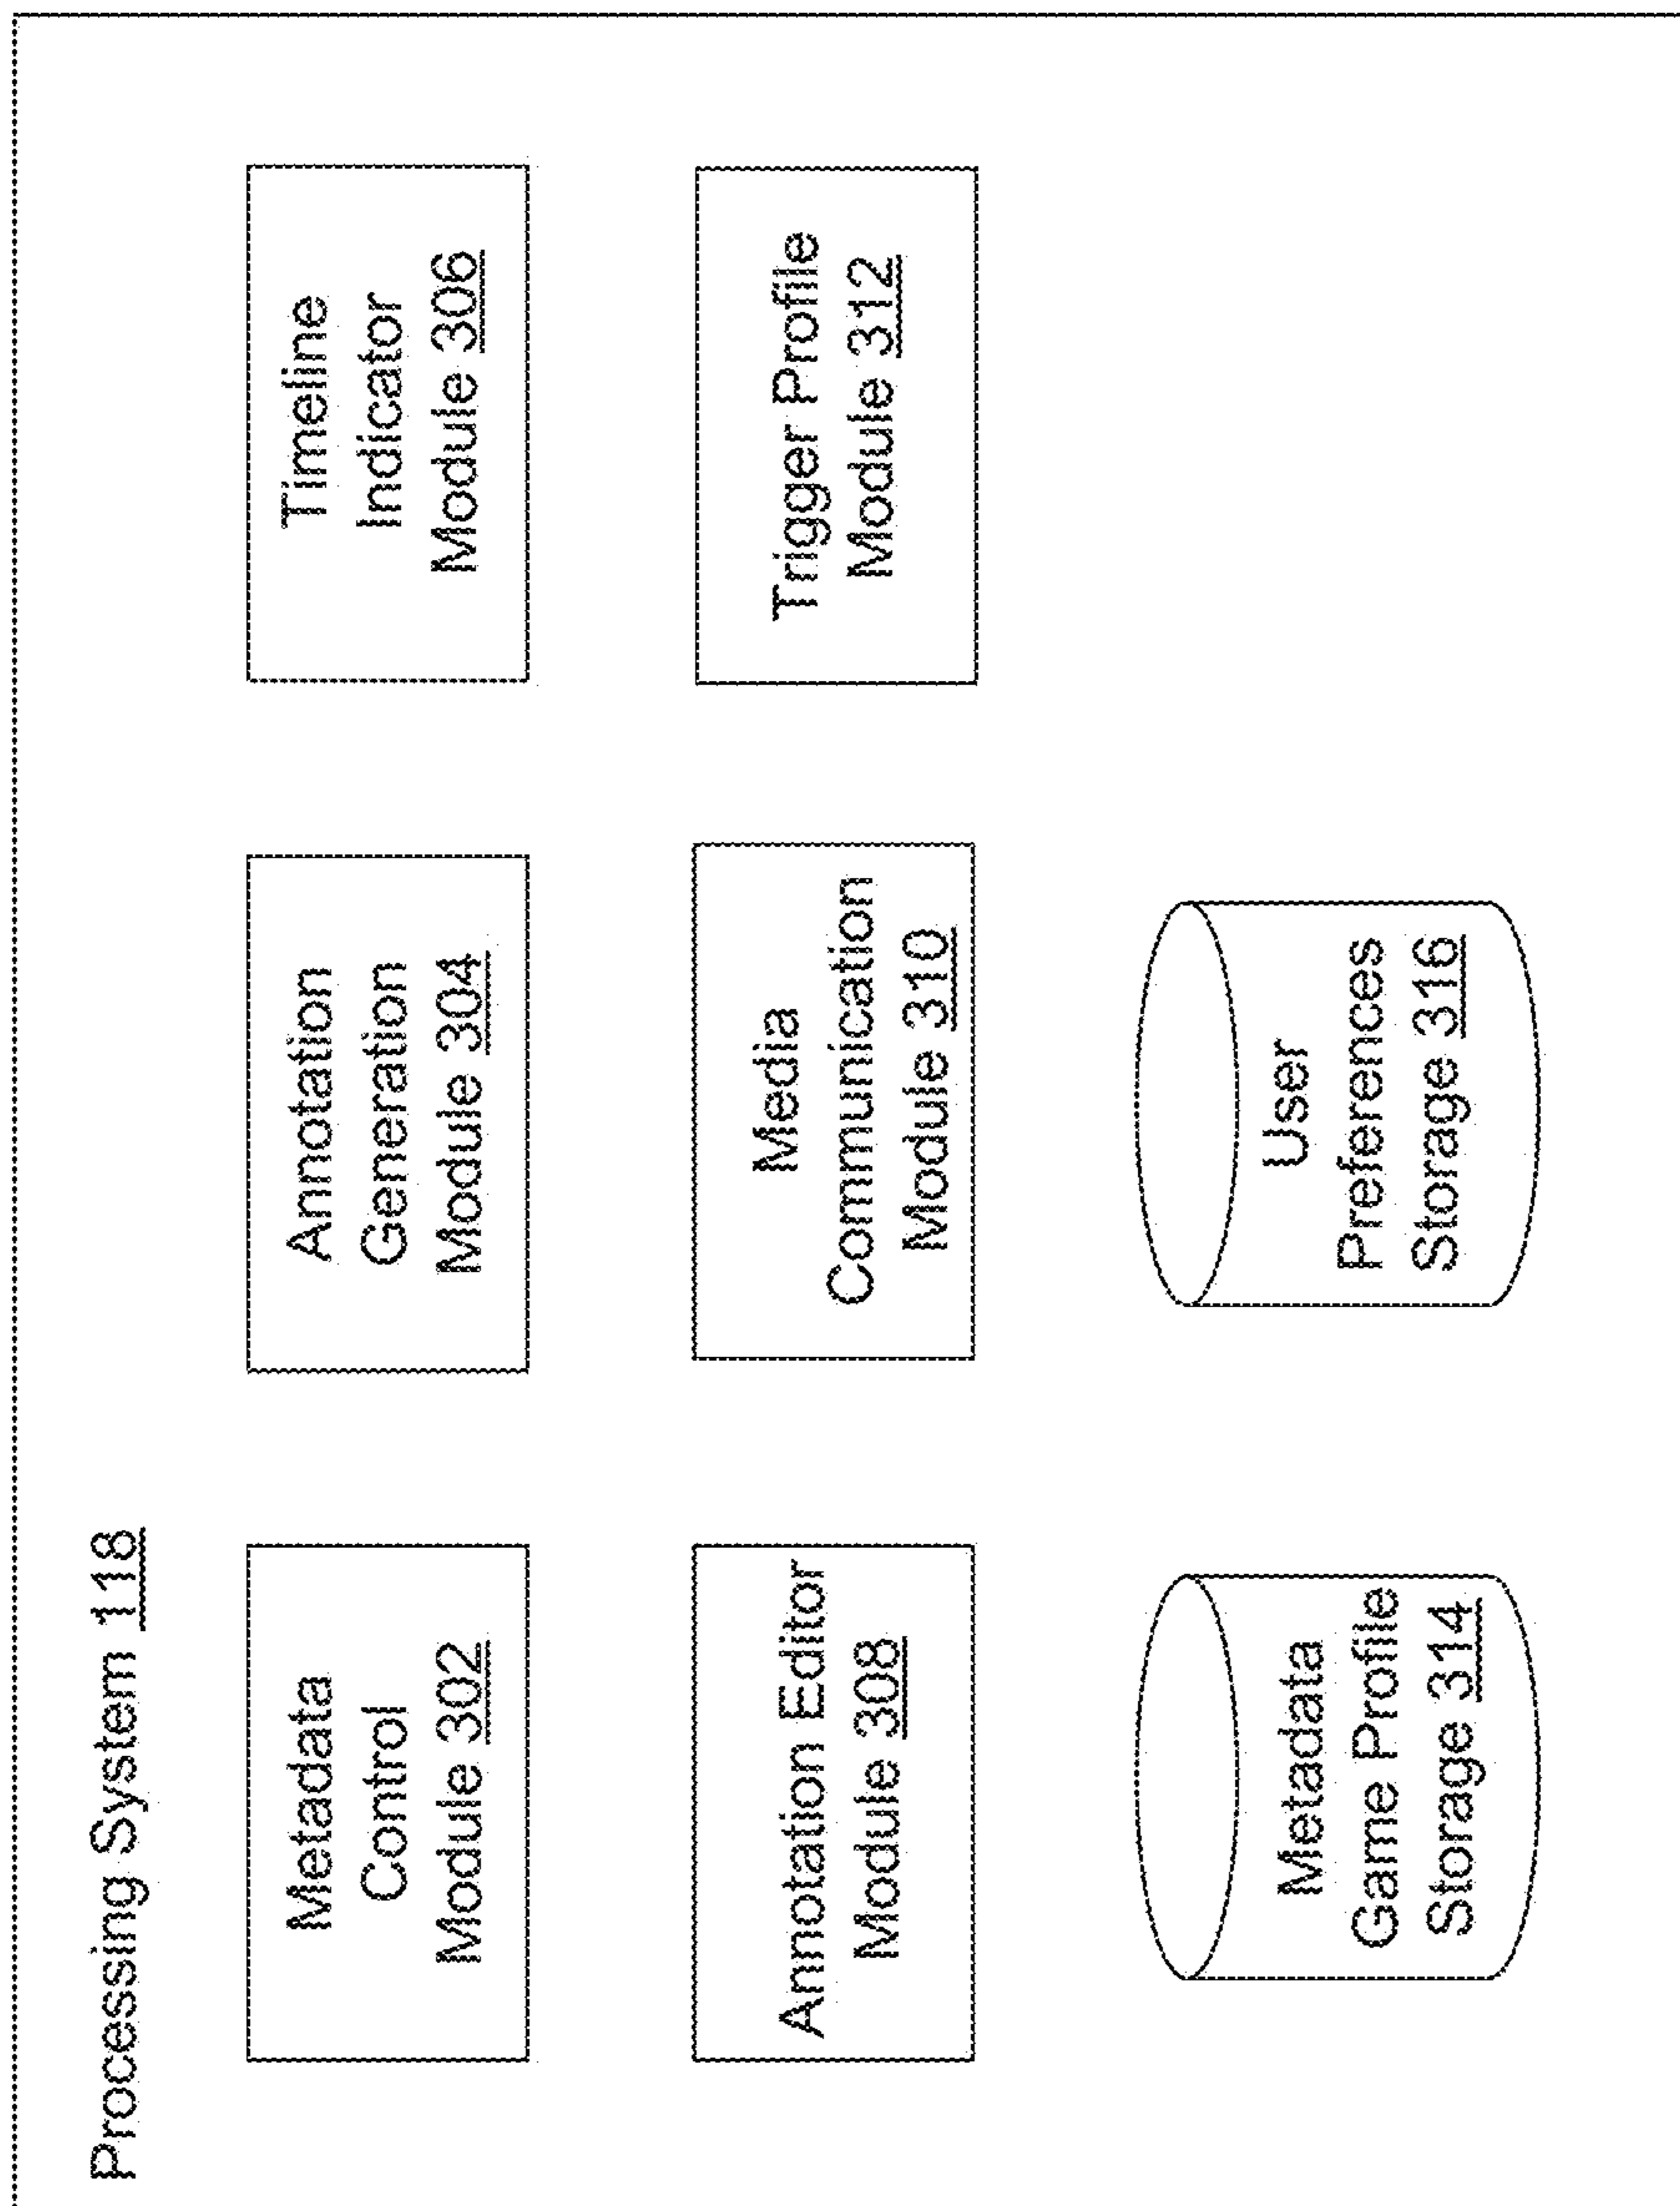 Processing System 118
Metadata
Control
Module 302
Annotation
Generation
Module 304
Timeline
Indicator
Module 306
Annotation Editor
Module 308
Media
Communication
Module 310
Trigger Profile
Module 312
Metadata
Game Profile
Storage 314
User
Preferences
Storage 316